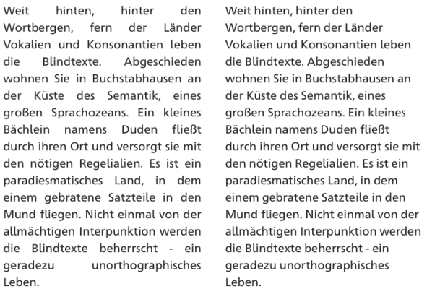 Weit hinten, hinter den
Wortbergen, fern der Länder
Vokalien und Konsonantien leben
die Blindtexte. Abgeschieden
wohnen Sie in Buchstabhausen an
der Küste des Semantik, eines
großen Sprachozeans. Ein kleines
Bächlein namens Duden fließt
durch ihren Ort und versorgt sie mit
den nötigen Regelialien. Es ist ein
paradiesmatisches Land, in dem
einem gebratene Satzteile in den
Mund fliegen. Nicht einmal von der
allmächtigen Interpunktion werden
die Blindtexte beherrscht - ein
geradezu unorthographisches
Leben.
Weit hinten, hinter den
Wortbergen, fern der Länder
Vokalien und Konsonantien leben
die Blindtexte. Abgeschieden
wohnen Sie in Buchstabhausen an
der Küste des Semantik, eines
großen Sprachozeans. Ein kleines
Bächlein namens Duden fließt
durch ihren Ort und versorgt sie mit
den nötigen Regelialien. Es ist ein
paradiesmatisches Land, in dem
einem gebratene Satzteile in den
Mund fliegen. Nicht einmal von der
allmächtigen Interpunktion werden
die Blindtexte beherrscht - ein
geradezu unorthographisches
Leben.